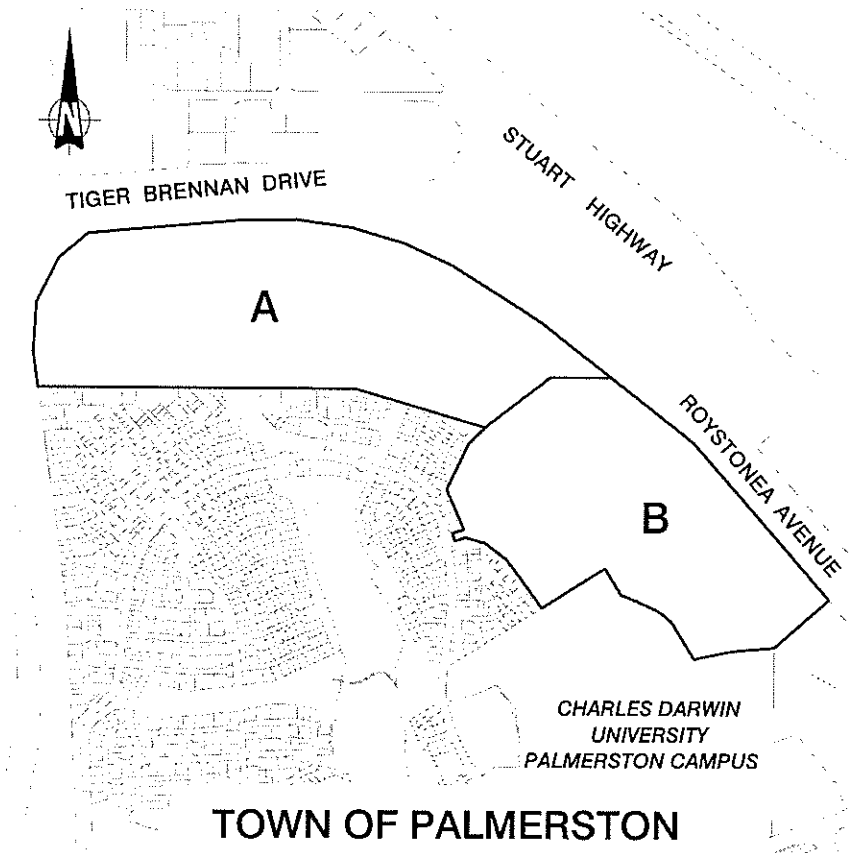 N
TIGER BRENNAN DRIVE
STUART HIGHWAY
A
ROYSTONEA AVENUE
B
CHARLES DARWIN
UNIVERSITY
PALMERSTON CAMPUS
TOWN OF PALMERSTON